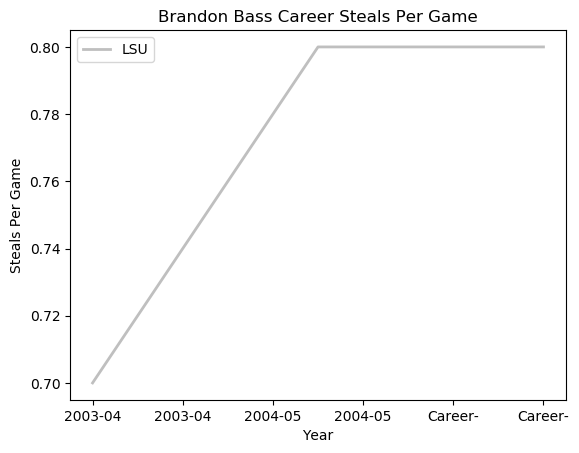 Brandon Bass Career Steals Per Game
LSU
0.80
0.78
0.76
0.74
0.72
0.70
Steals Per Game
2003-04 2003-04 2004-05 2004-05 Career- Career-
Year